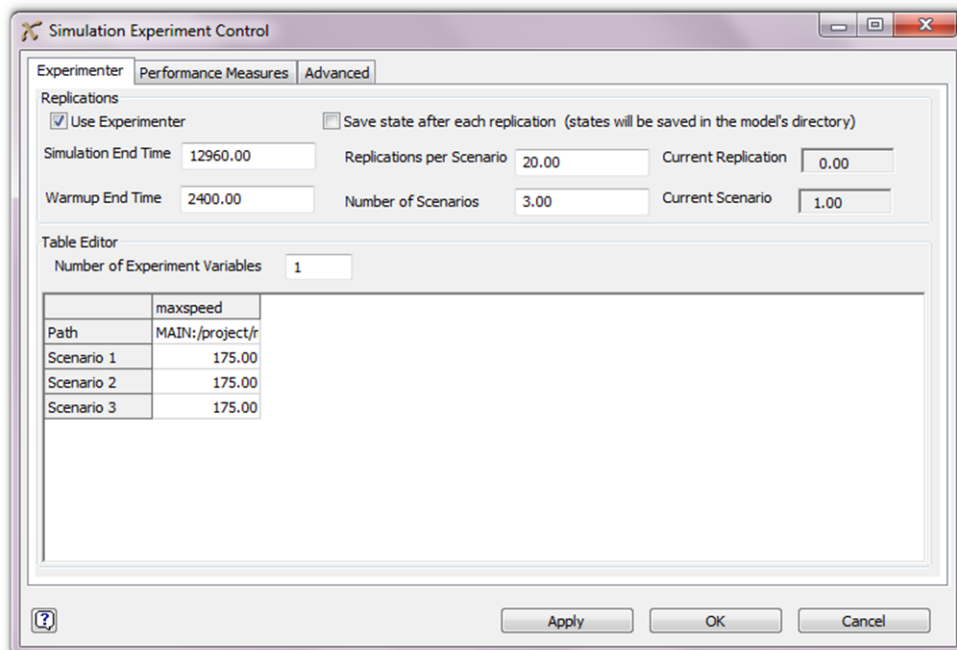 Simulation Experiment Control
Experimenter Performance Measures Advanced
Replications
Use Experimenter Save state after each replication (states will be saved in the model's directory)
Simulation End Time 12960.00 Replications per Scenario 20.00 Current Replication 0.00
Warmup End Time 2400.00 Number of Scenarios 3.00 Current Scenario 1.00
Table Editor
Number of Experiment Variables 1
maxspeed
Path MAIN:/project/r
Scenario 1 175.00
Scenario 2 175.00
Scenario 3 175.00
? Apply OK Cancel